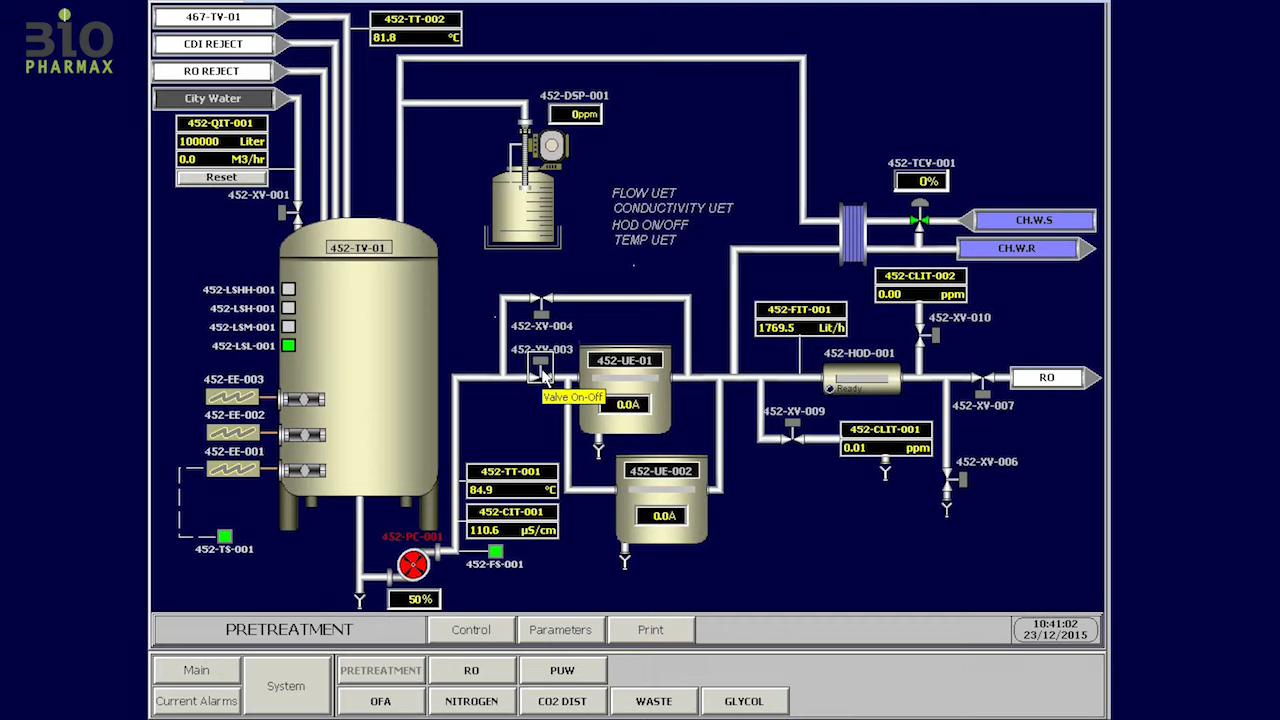 3iO
PHARMAX
467-TV-01
CDI REJECT
RO REJECT
City Water
452-TT-002
81.8 °C
452-QIT-001
100000 Liter
0.0 M3/hr
Reset
452-XV-001
452-DSP-001
0ppm
452-TCV-001
0%
FLOW UET
CONDUCTIVITY UET
HOD ON/OFF
TEMP UET
CH.W.S
CH.W.R
452-TV-01
452-LSHH-001
452-LSH-001
452-LSM-001
452-LSL-001
452-CLIT-002
0.00 ppm
452-XV-010
452-FIT-001
1769.5 Lit/h
452-XV-004
452-XV-003
452-UE-01
0.0A
Valve On-Off
452-HOD-001
Ready
RO
452-XV-007
452-EE-003
452-EE-002
452-EE-001
452-XV-009
452-CLIT-001
0.01 ppm
452-XV-006
452-TT-001
84.9 °C
452-CIT-001
110.6 µS/cm
452-UE-002
0.0A
452-TS-001
452-PC-001
452-FS-001
50%
PRETREATMENT
Control
Parameters
Print
10:41:02
23/12/2015
Main
System
PRETREATMENT
RO
PUW
Current Alarms
OFA
NITROGEN
CO2 DIST
WASTE
GLYCOL